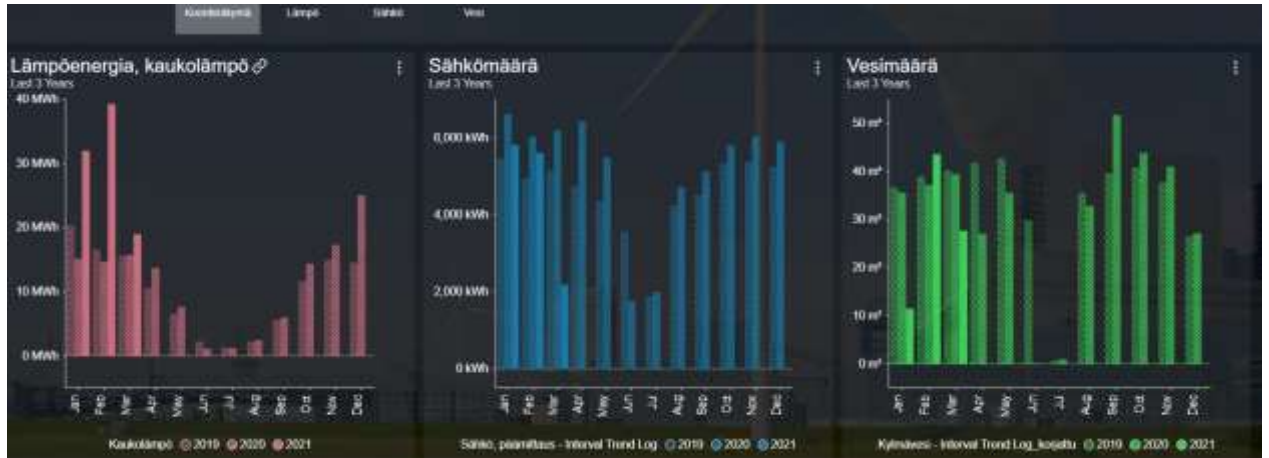 Lämpö
Sähkö
Vesi
Lämpöenergia, kaukolämpö
Last 3 Years
40 MWh
30 MWh
20 MWh
10 MWh
0 MWh
Jan Feb Mar Apr May Jun Jul Aug Sep Oct Nov Dec
Kaukolämpö 2019 2020 2021
Sähkömäärä
Last 3 Years
6,000 kWh
4,000 kWh
2,000 kWh
0 kWh
Jan Feb Mar Apr May Jun Jul Aug Sep Oct Nov Dec
Sähkö, päämittaus - Interval Trend Log 2019 2020 2021
Vesimäärä
Last 3 Years
50 m³
40 m³
30 m³
20 m³
10 m³
0 m³
Jan Feb Mar Apr May Jun Jul Aug Sep Oct Nov Dec
Kylmävesi - Interval Trend Log_korjattu 2019 2020 2021